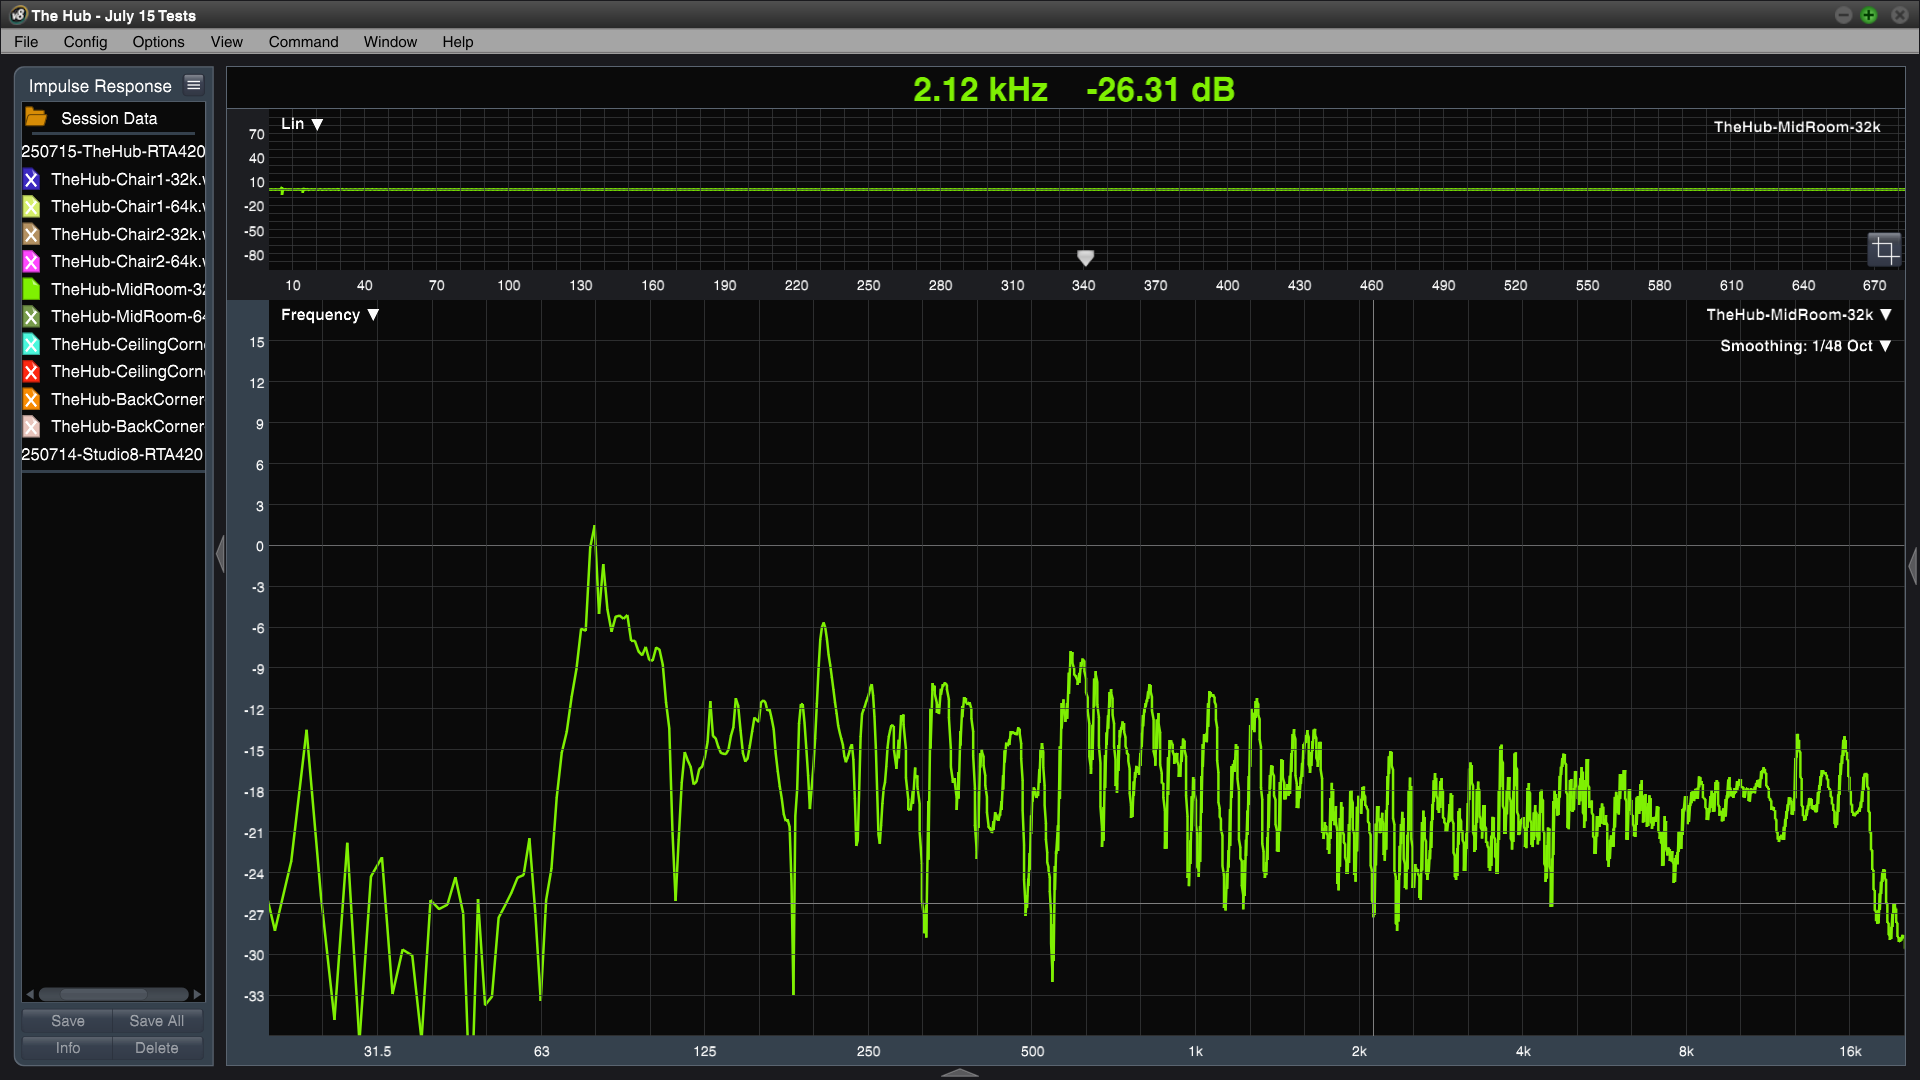 The Hub - July 15 Tests
File Config Options View Command Window Help
Impulse Response
Session Data
250715-TheHub-RTA420
TheHub-Chair1-32k.
TheHub-Chair1-64k.
TheHub-Chair2-32k.
TheHub-Chair2-64k.
TheHub-MidRoom-32
TheHub-MidRoom-64
TheHub-CeilingCorn
TheHub-CeilingCorn
TheHub-BackCorner
TheHub-BackCorner
250714-Studio8-RTA420
Save Save All
Info Delete
2.12 kHz -26.31 dB
Lin ▼
TheHub-MidRoom-32k
70
40
10
-20
-50
-80
10 40 70 100 130 160 190 220 250 280 310 340 370 400 430 460 490 520 550 580 610 640 670
Frequency ▼
TheHub-MidRoom-32k ▼
Smoothing: 1/48 Oct ▼
15
12
9
6
3
0
-3
-6
-9
-12
-15
-18
-21
-24
-27
-30
-33
31.5 63 125 250 500 1k 2k 4k 8k 16k